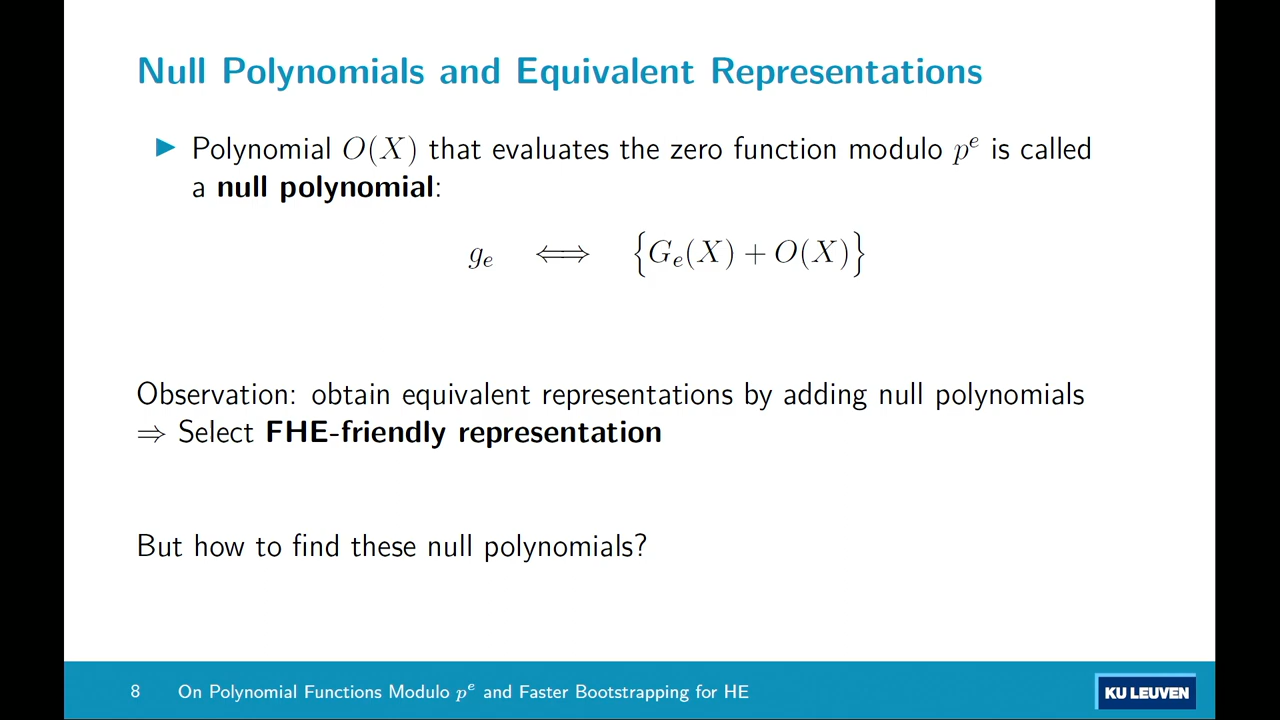 Null Polynomials and Equivalent Representations
▶ Polynomial O(X) that evaluates the zero function modulo p^e is called
a null polynomial:
g_e ⟺ {G_e(X) + O(X)}
Observation: obtain equivalent representations by adding null polynomials
⇒ Select FHE-friendly representation
But how to find these null polynomials?
8 On Polynomial Functions Modulo p^e and Faster Bootstrapping for HE
KU LEUVEN